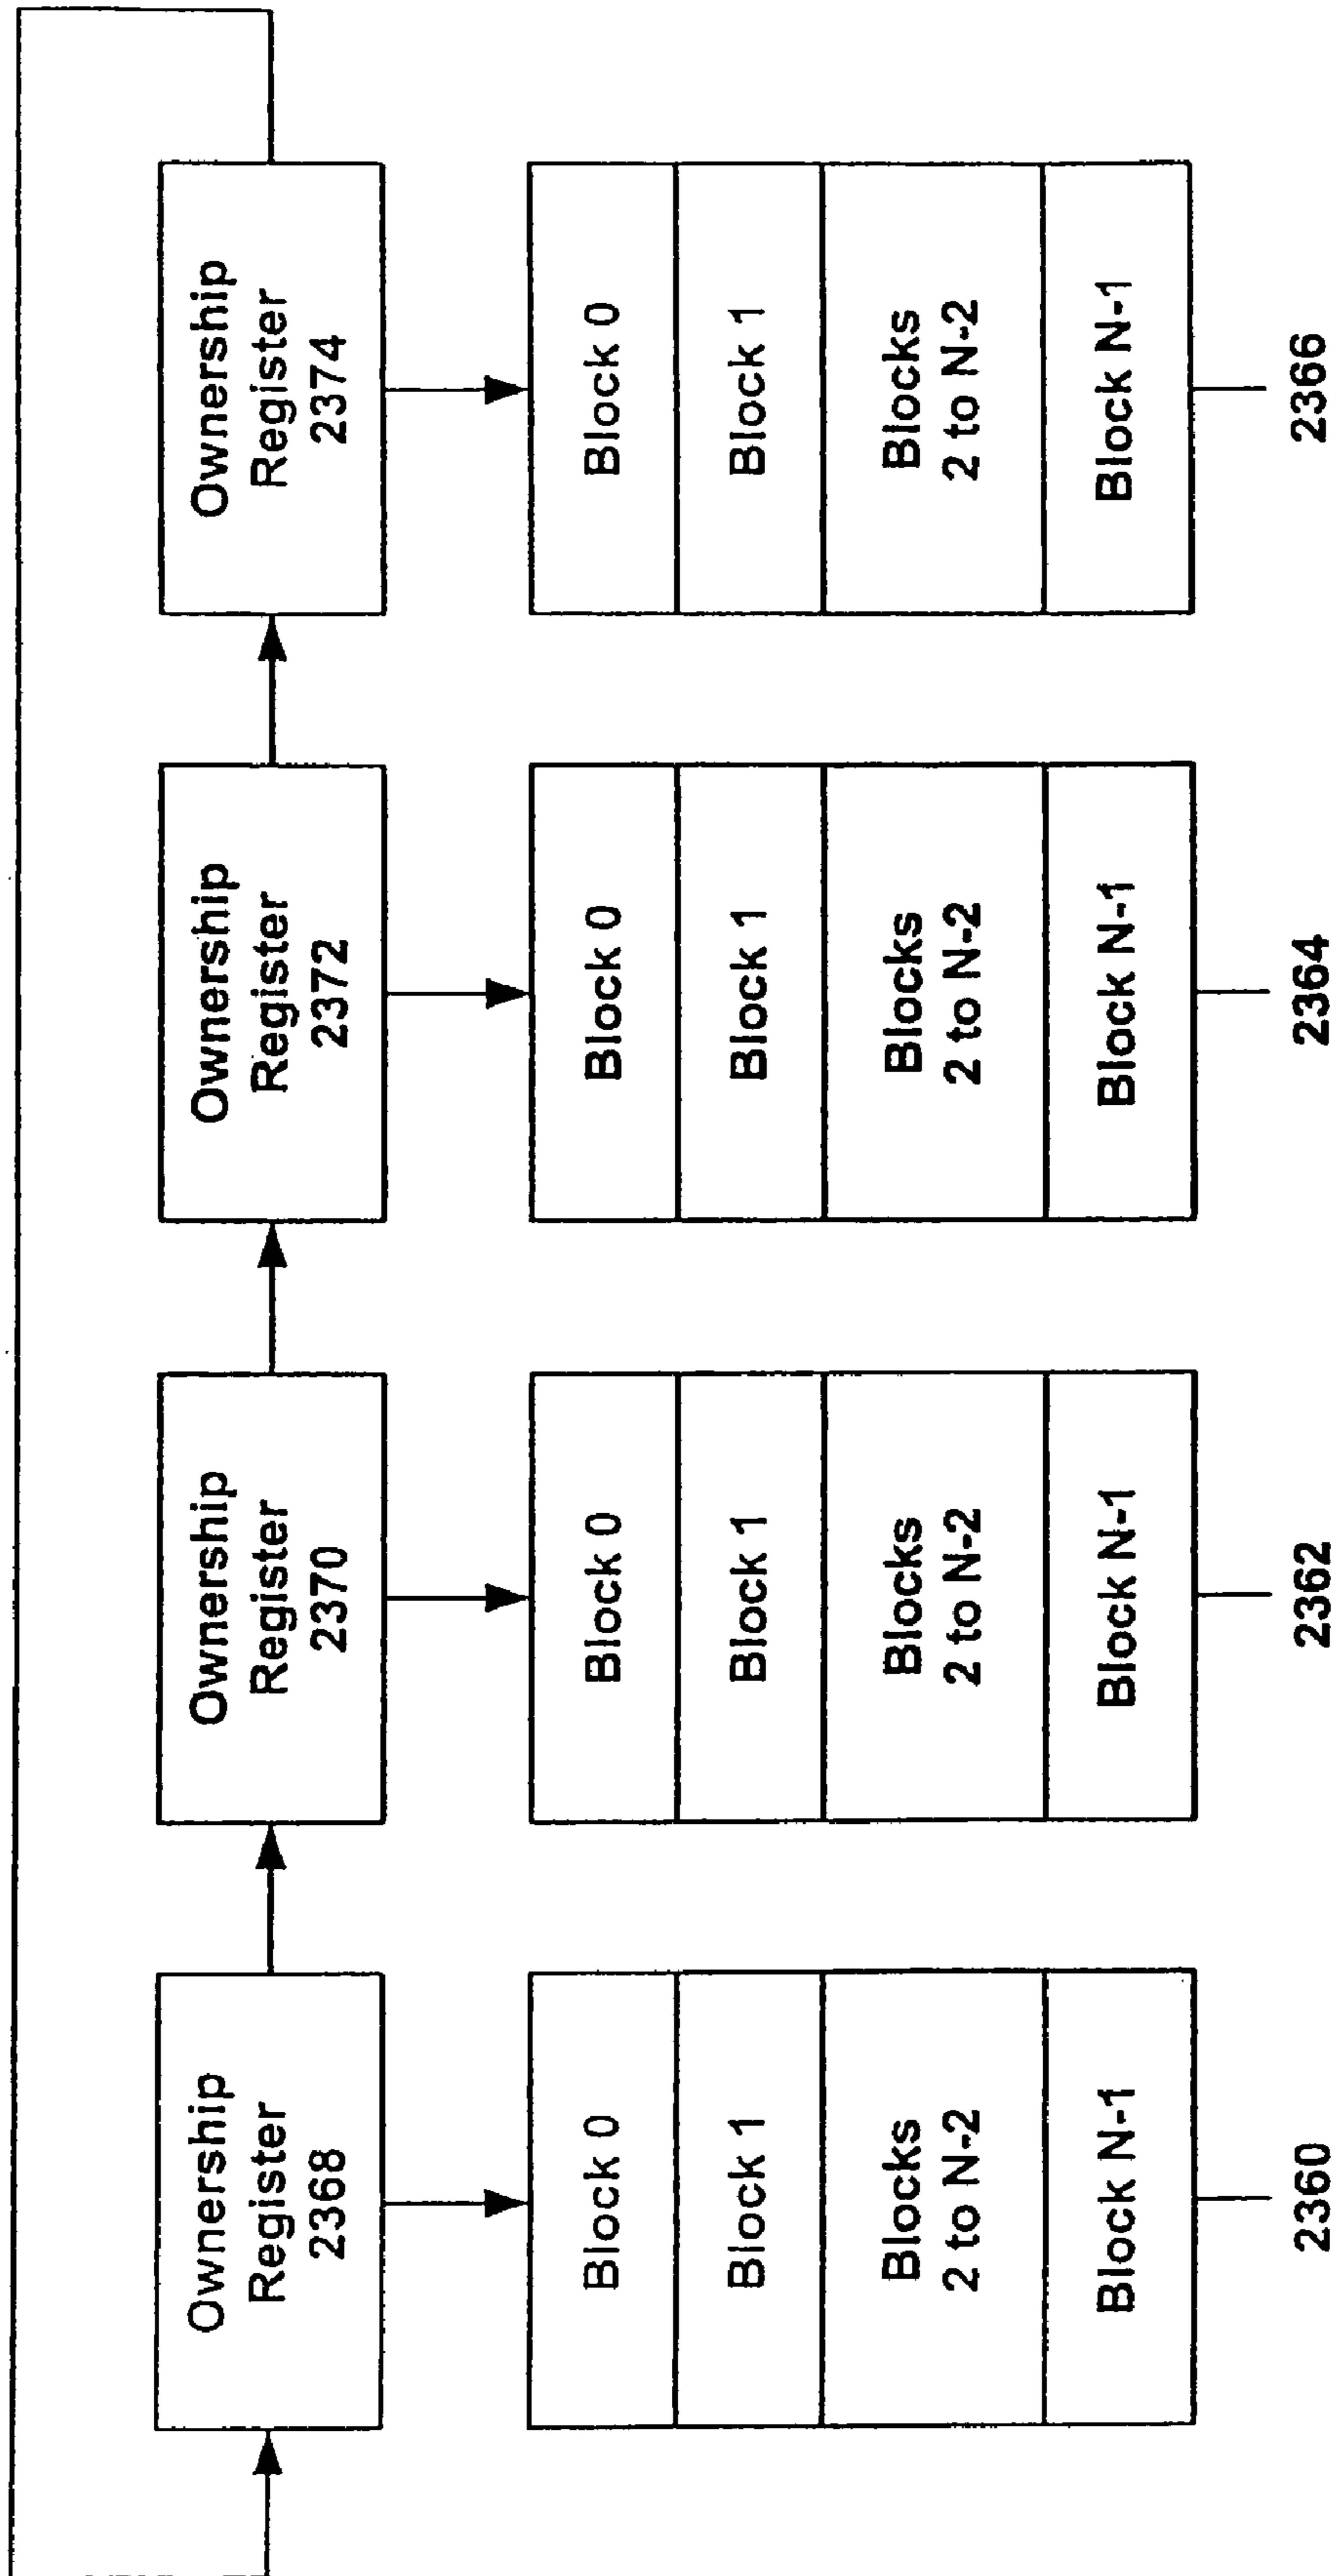 Ownership
Register
2368
Block 0
Block 1
Blocks
2 to N-2
Block N-1
2360
Ownership
Register
2370
Block 0
Block 1
Blocks
2 to N-2
Block N-1
2362
Ownership
Register
2372
Block 0
Block 1
Blocks
2 to N-2
Block N-1
2364
Ownership
Register
2374
Block 0
Block 1
Blocks
2 to N-2
Block N-1
2366